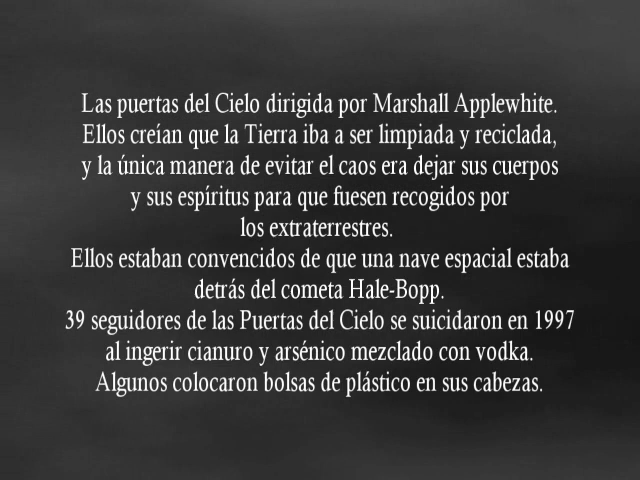 Las puertas del Cielo dirigida por Marshall Applewhite.
Ellos creían que la Tierra iba a ser limpiada y reciclada,
y la única manera de evitar el caos era dejar sus cuerpos
y sus espíritus para que fuesen recogidos por
los extraterrestres.
Ellos estaban convencidos de que una nave espacial estaba
detrás del cometa Hale-Bopp.
39 seguidores de las Puertas del Cielo se suicidaron en 1997
al ingerir cianuro y arsénico mezclado con vodka.
Algunos colocaron bolsas de plástico en sus cabezas.